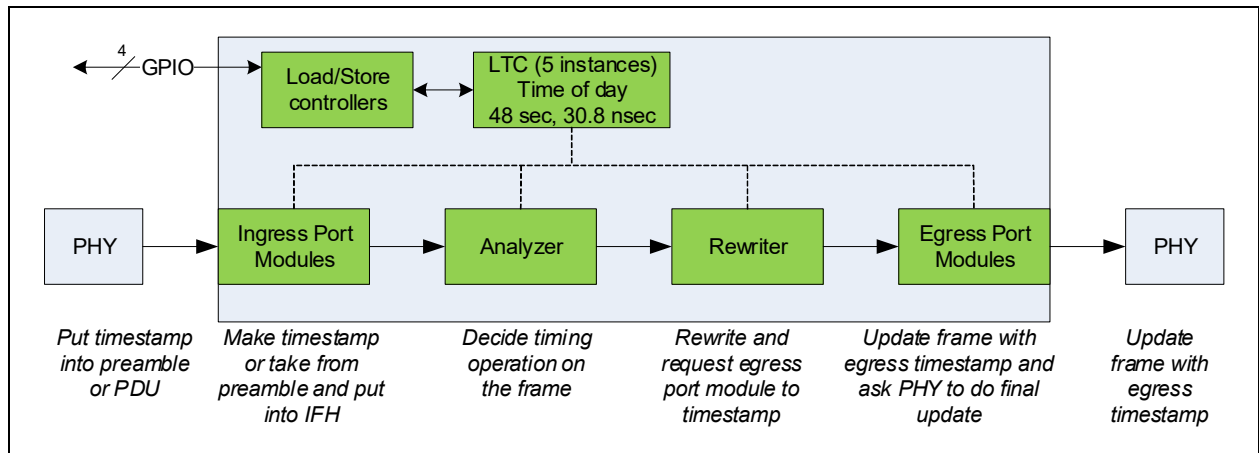 4
GPIO
Load/Store
controllers
LTC (5 instances)
Time of day
48 sec, 30.8 nsec
PHY
Ingress Port
Modules
Analyzer
Rewriter
Egress Port
Modules
PHY
Put timestamp
into preamble
or PDU
Make timestamp
or take from
preamble and put
into IFH
Decide timing
operation on
the frame
Rewrite and
request egress
port module to
timestamp
Update frame with
egress timestamp and
ask PHY to do final
update
Update
frame with
egress
timestamp